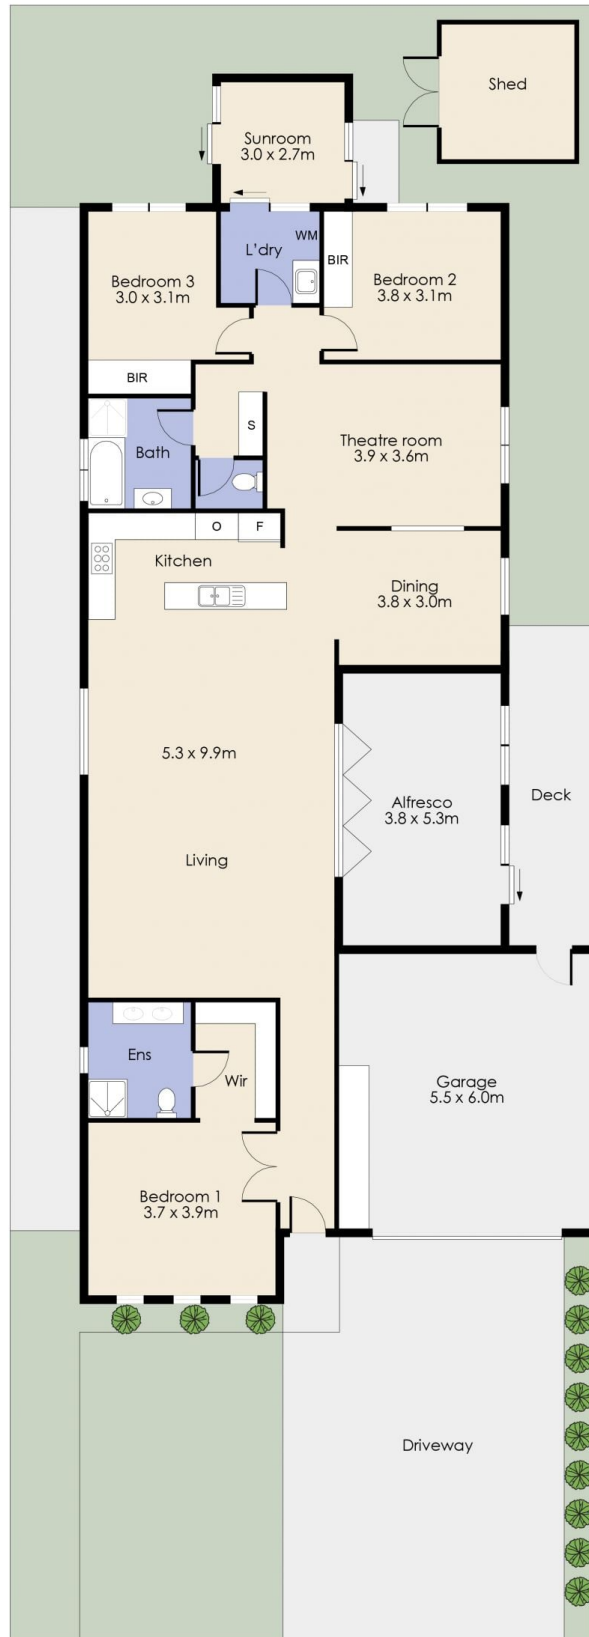 Shed
Sunroom
3.0 x 2.7m
L'dry
WM
BIR
Bedroom 3
3.0 x 3.1m
Bedroom 2
3.8 x 3.1m
BIR
Bath
S
Theatre room
3.9 x 3.6m
O
F
Kitchen
Dining
3.8 x 3.0m
5.3 x 9.9m
Living
Alfresco
3.8 x 5.3m
Deck
Ens
Wir
Garage
5.5 x 6.0m
Bedroom 1
3.7 x 3.9m
Driveway